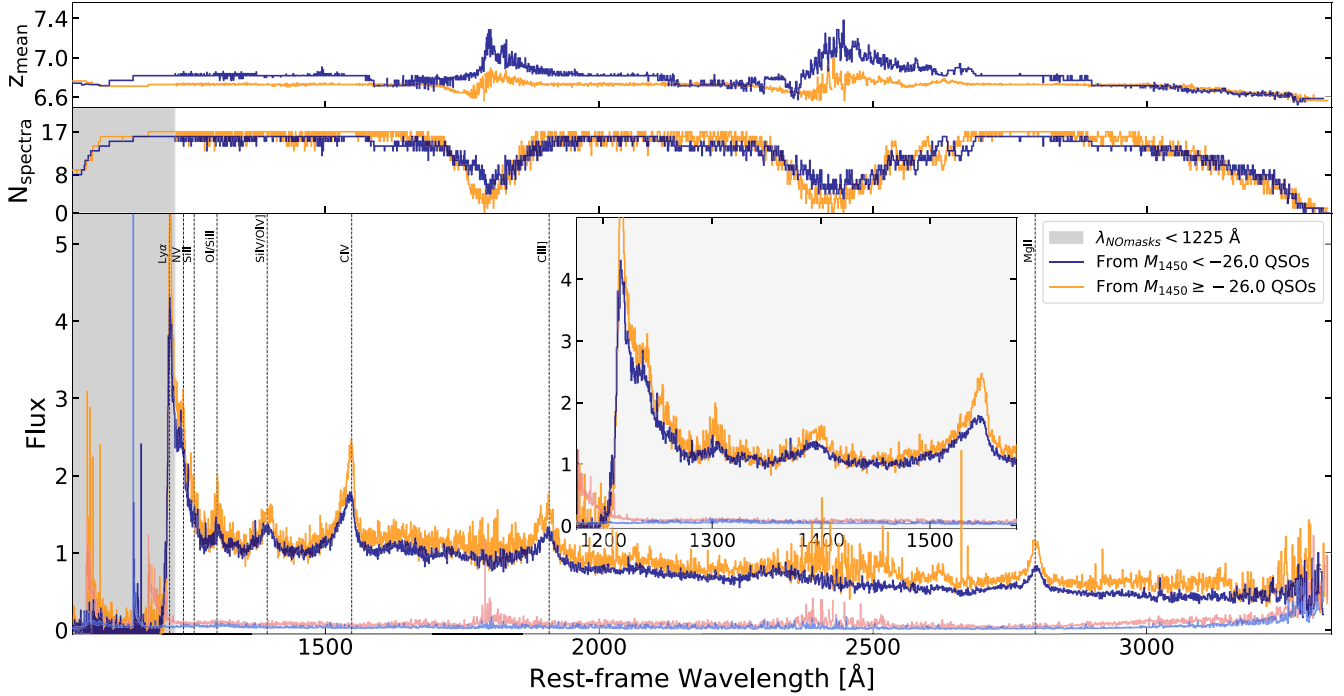 7.4
7.0
6.6
z_mean
17
8
0
N_spectra
5
4
3
2
1
0
Flux
Lyα
NV
SiII
OI/SiII
SiIV/OIV]
CIV
CIII]
MgII
λ_NOmasks < 1225 Å
From M_1450 < −26.0 QSOs
From M_1450 ≥ −26.0 QSOs
4
3
2
1
0
1200 1300 1400 1500
1500 2000 2500 3000
Rest-frame Wavelength [Å]